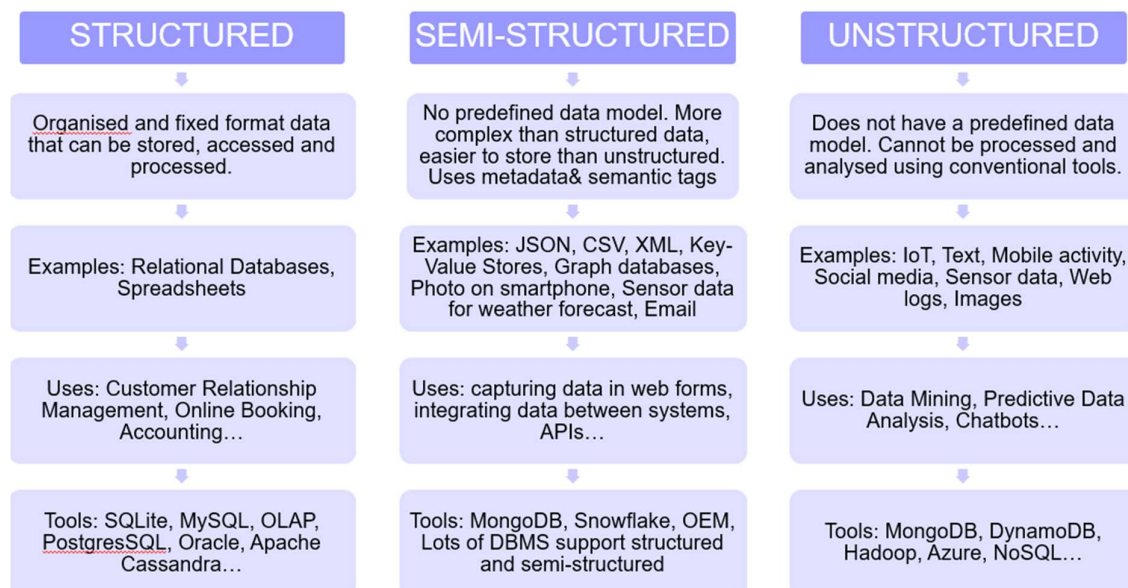 STRUCTURED
Organised and fixed format data
that can be stored, accessed and
processed.
Examples: Relational Databases,
Spreadsheets
Uses: Customer Relationship
Management, Online Booking,
Accounting…
Tools: SQLite, MySQL, OLAP,
PostgresSQL, Oracle, Apache
Cassandra…
SEMI-STRUCTURED
No predefined data model. More
complex than structured data,
easier to store than unstructured.
Uses metadata& semantic tags
Examples: JSON, CSV, XML, Key-
Value Stores, Graph databases,
Photo on smartphone, Sensor data
for weather forecast, Email
Uses: capturing data in web forms,
integrating data between systems,
APIs…
Tools: MongoDB, Snowflake, OEM,
Lots of DBMS support structured
and semi-structured
UNSTRUCTURED
Does not have a predefined data
model. Cannot be processed and
analysed using conventional tools.
Examples: IoT, Text, Mobile activity,
Social media, Sensor data, Web
logs, Images
Uses: Data Mining, Predictive Data
Analysis, Chatbots…
Tools: MongoDB, DynamoDB,
Hadoop, Azure, NoSQL…